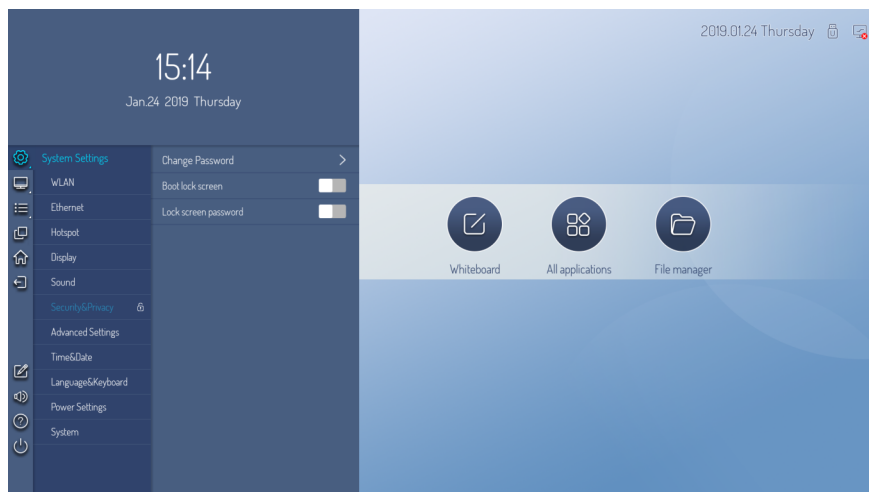 2019.01.24 Thursday
15:14
Jan.24 2019 Thursday
System Settings
WLAN
Ethernet
Hotspot
Display
Sound
Security&Privacy
Advanced Settings
Time&Date
Language&Keyboard
Power Settings
System
Change Password
Boot lock screen
Lock screen password
Whiteboard
All applications
File manager